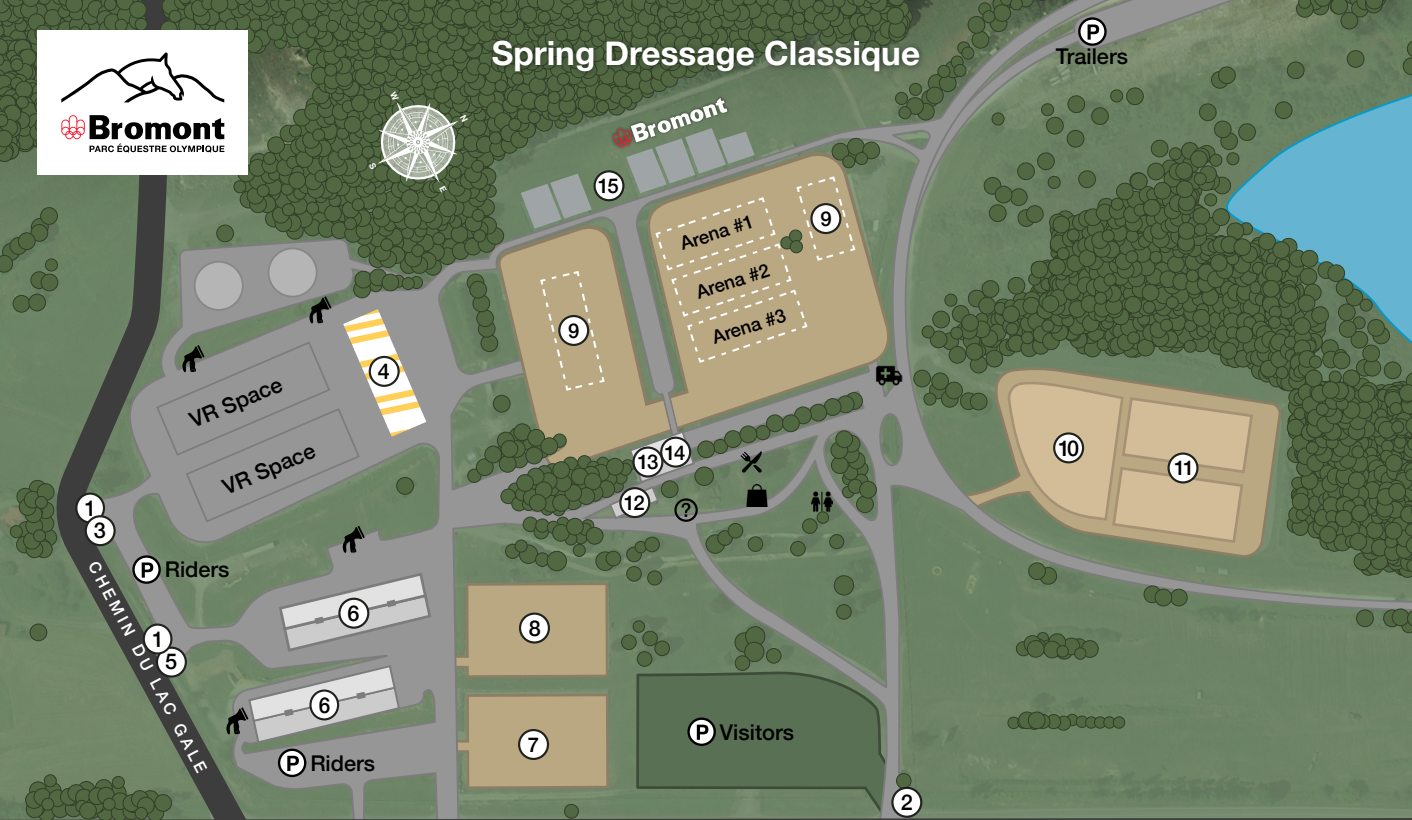 Spring Dressage Classique
P
Trailers
Bromont
PARC ÉQUESTRE OLYMPIQUE
W
N
S
E
Bromont
15
9
Arena #1
Arena #2
Arena #3
9
4
VR Space
VR Space
10
11
13
14
12
?
1
3
P Riders
CHEMIN DU LAC GALE
6
8
1
5
6
7
P Visitors
P Riders
2